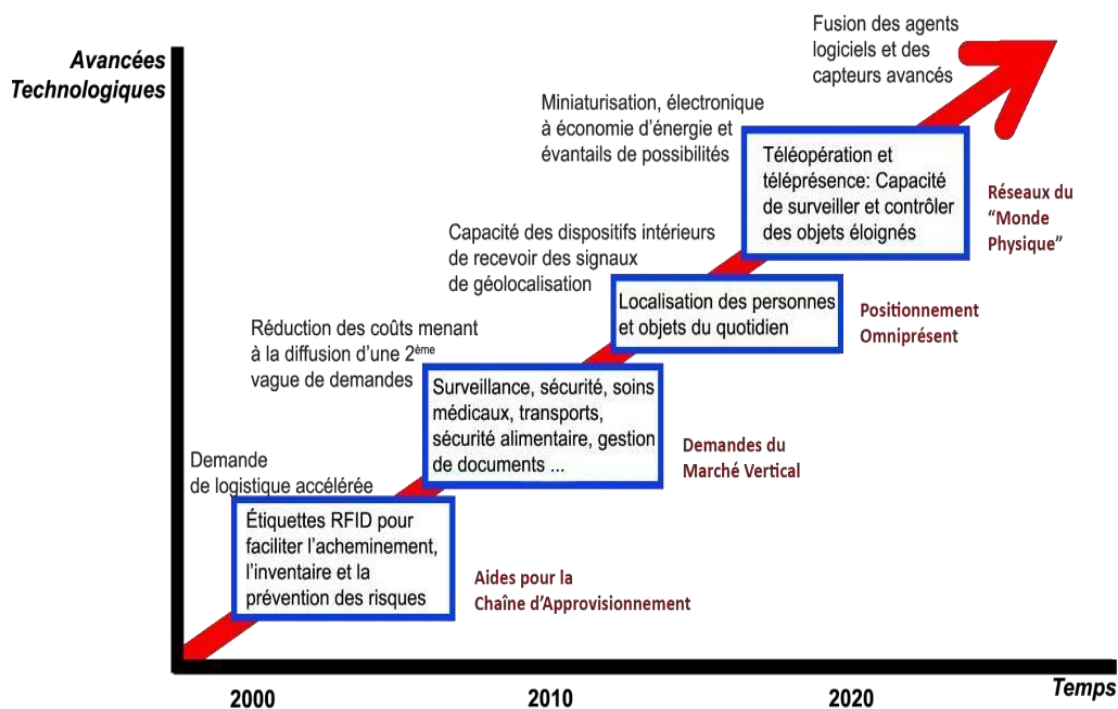 Avancées
Technologiques
Fusion des agents
logiciels et des
capteurs avancés
Miniaturisation, électronique
à économie d'énergie et
évantails de possibilités
Téléopération et
téléprésence: Capacité
de surveiller et contrôler
des objets éloignés
Réseaux du
“Monde
Physique”
Capacité des dispositifs intérieurs
de recevoir des signaux
de géolocalisation
Localisation des personnes
et objets du quotidien
Positionnement
Omniprésent
Réduction des coûts menant
à la diffusion d'une 2ème
vague de demandes
Surveillance, sécurité, soins
médicaux, transports,
sécurité alimentaire, gestion
de documents ...
Demandes du
Marché Vertical
Demande
de logistique accélérée
Étiquettes RFID pour
faciliter l'acheminement,
l'inventaire et la
prévention des risques
Aides pour la
Chaîne d'Approvisionnement
2000
2010
2020
Temps